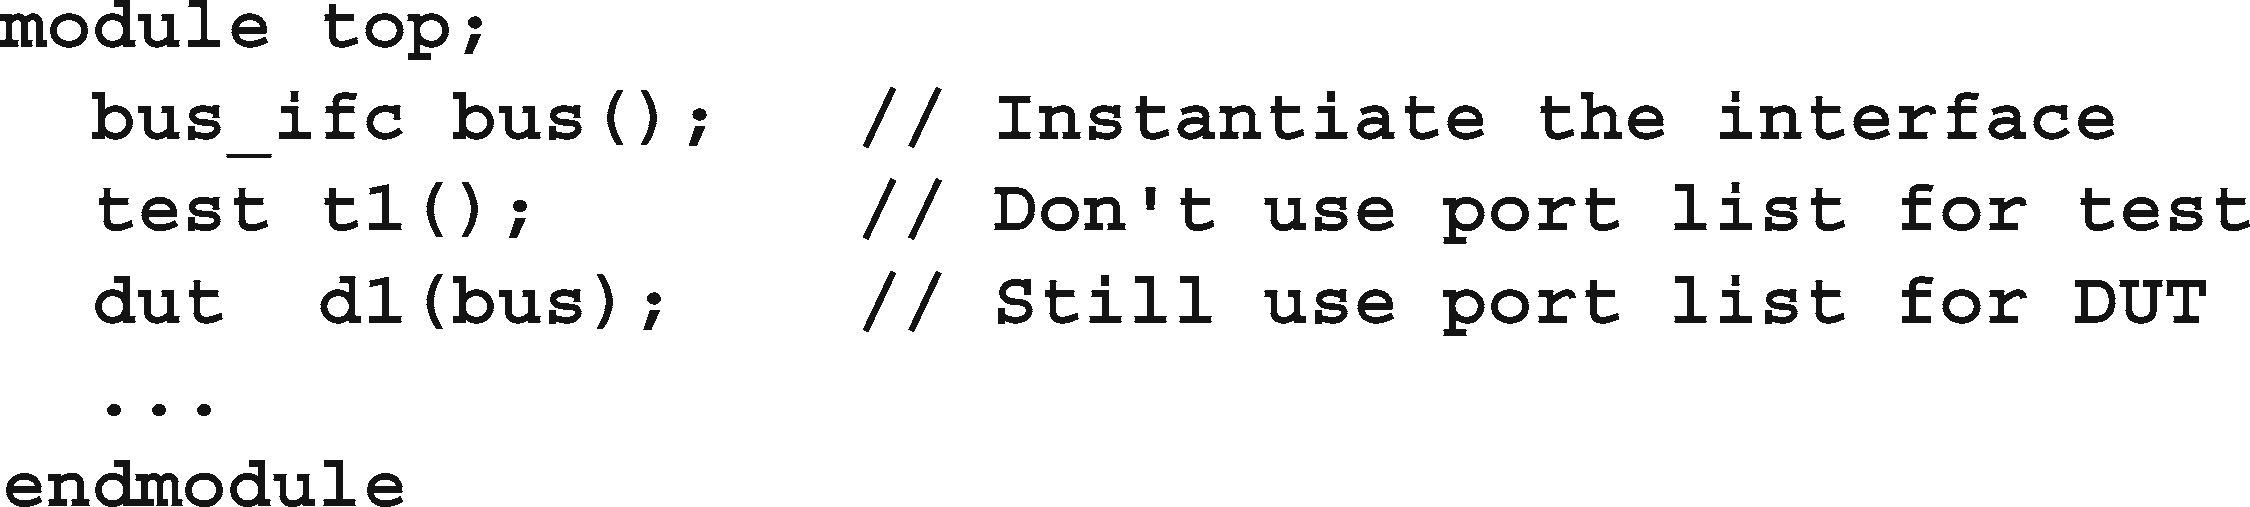 module top;
  bus_ifc bus();   // Instantiate the interface
  test t1();       // Don't use port list for test
  dut  d1(bus);    // Still use port list for DUT
  ...
endmodule